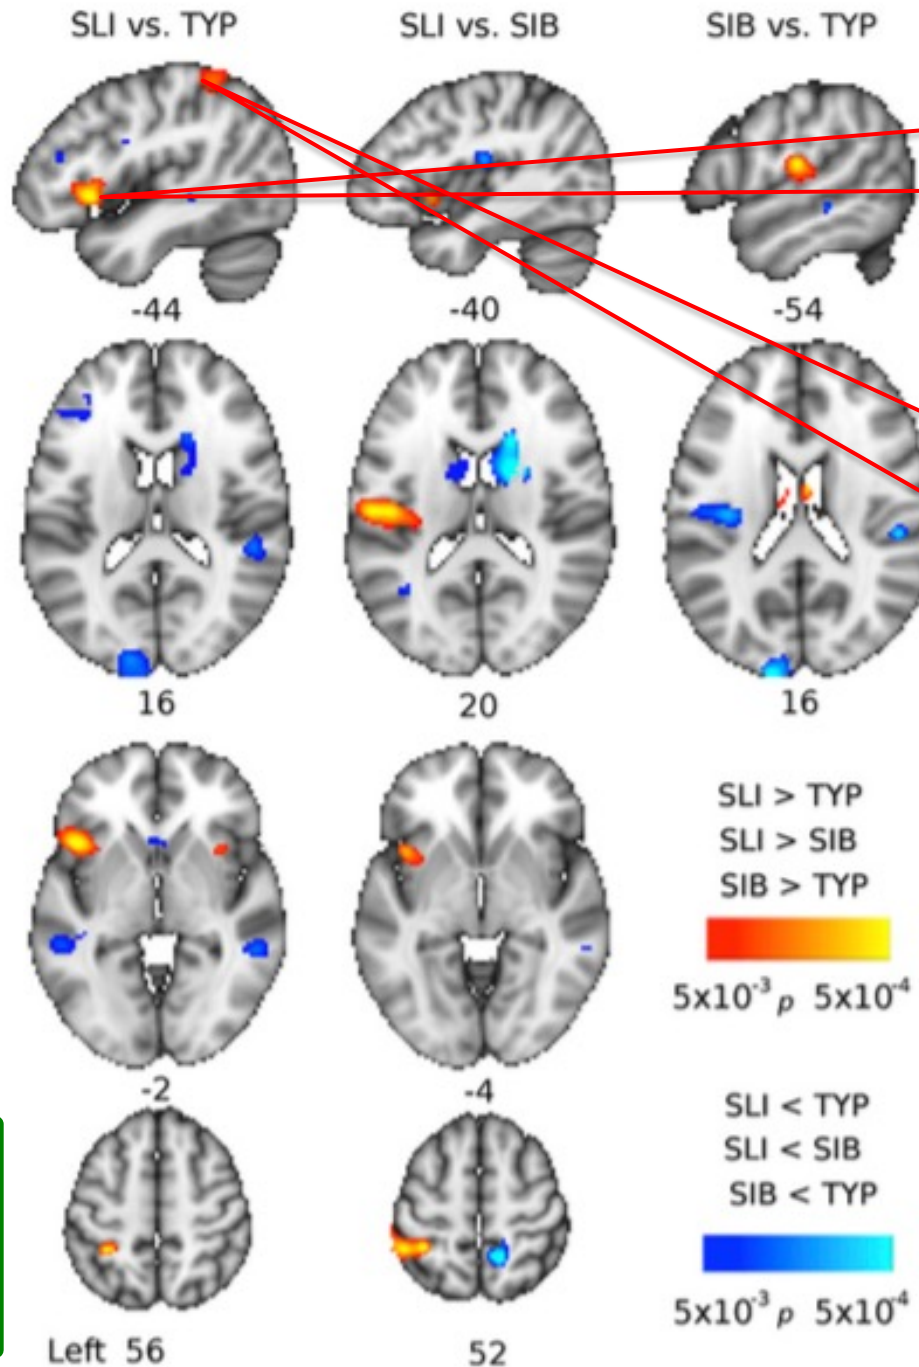 SLI vs. TYP
SLI vs. SIB
SIB vs. TYP
-44
-40
-54
16
20
16
-2
-4
SLI > TYP
SLI > SIB
SIB > TYP
5x10⁻³ p 5x10⁻⁴
SLI < TYP
SLI < SIB
SIB < TYP
5x10⁻³ p 5x10⁻⁴
Left 56
52